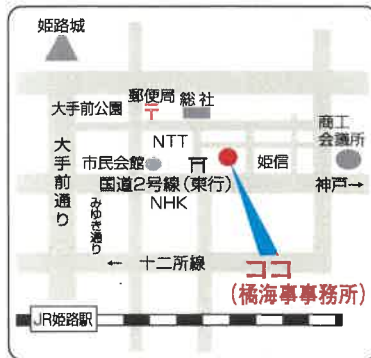 姫路城
郵便局
〒
総社
大手前公園
商工
会議所
NTT
大手前通り
市民会館
姫信
国道2号線(東行)
神戸→
みゆき通り
NHK
← 十二所線
ココ
(橘海事事務所)
JR姫路駅